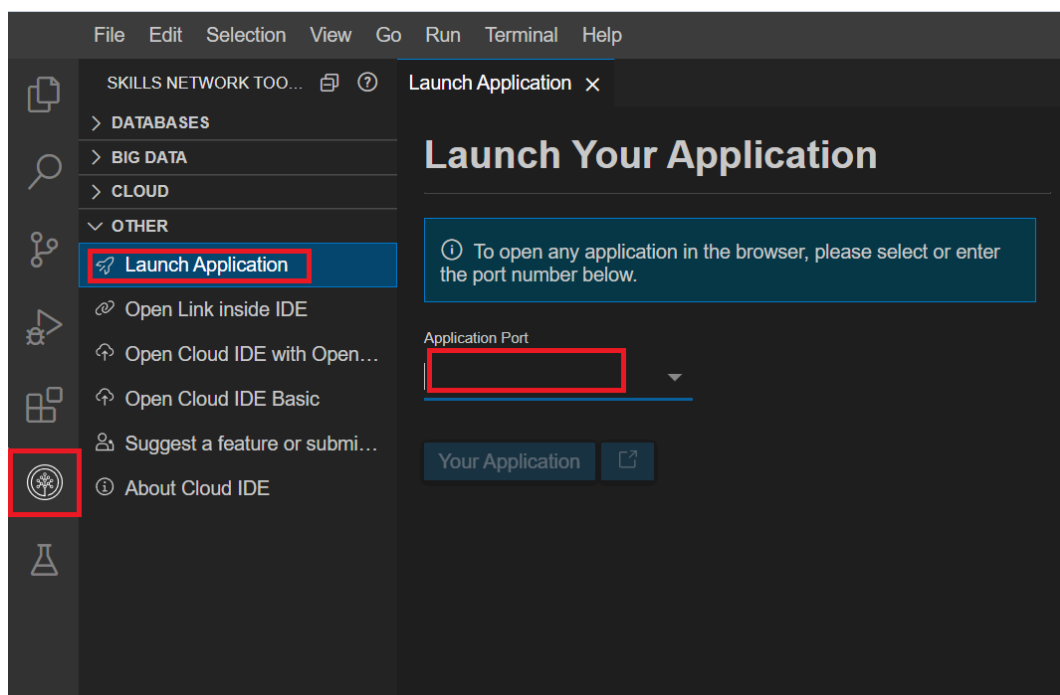 File Edit Selection View Go Run Terminal Help
SKILLS NETWORK TOO...
Launch Application
DATABASES
BIG DATA
CLOUD
OTHER
Launch Application
Open Link inside IDE
Open Cloud IDE with Open...
Open Cloud IDE Basic
Suggest a feature or submi...
About Cloud IDE
Launch Your Application
To open any application in the browser, please select or enter
the port number below.
Application Port
Your Application